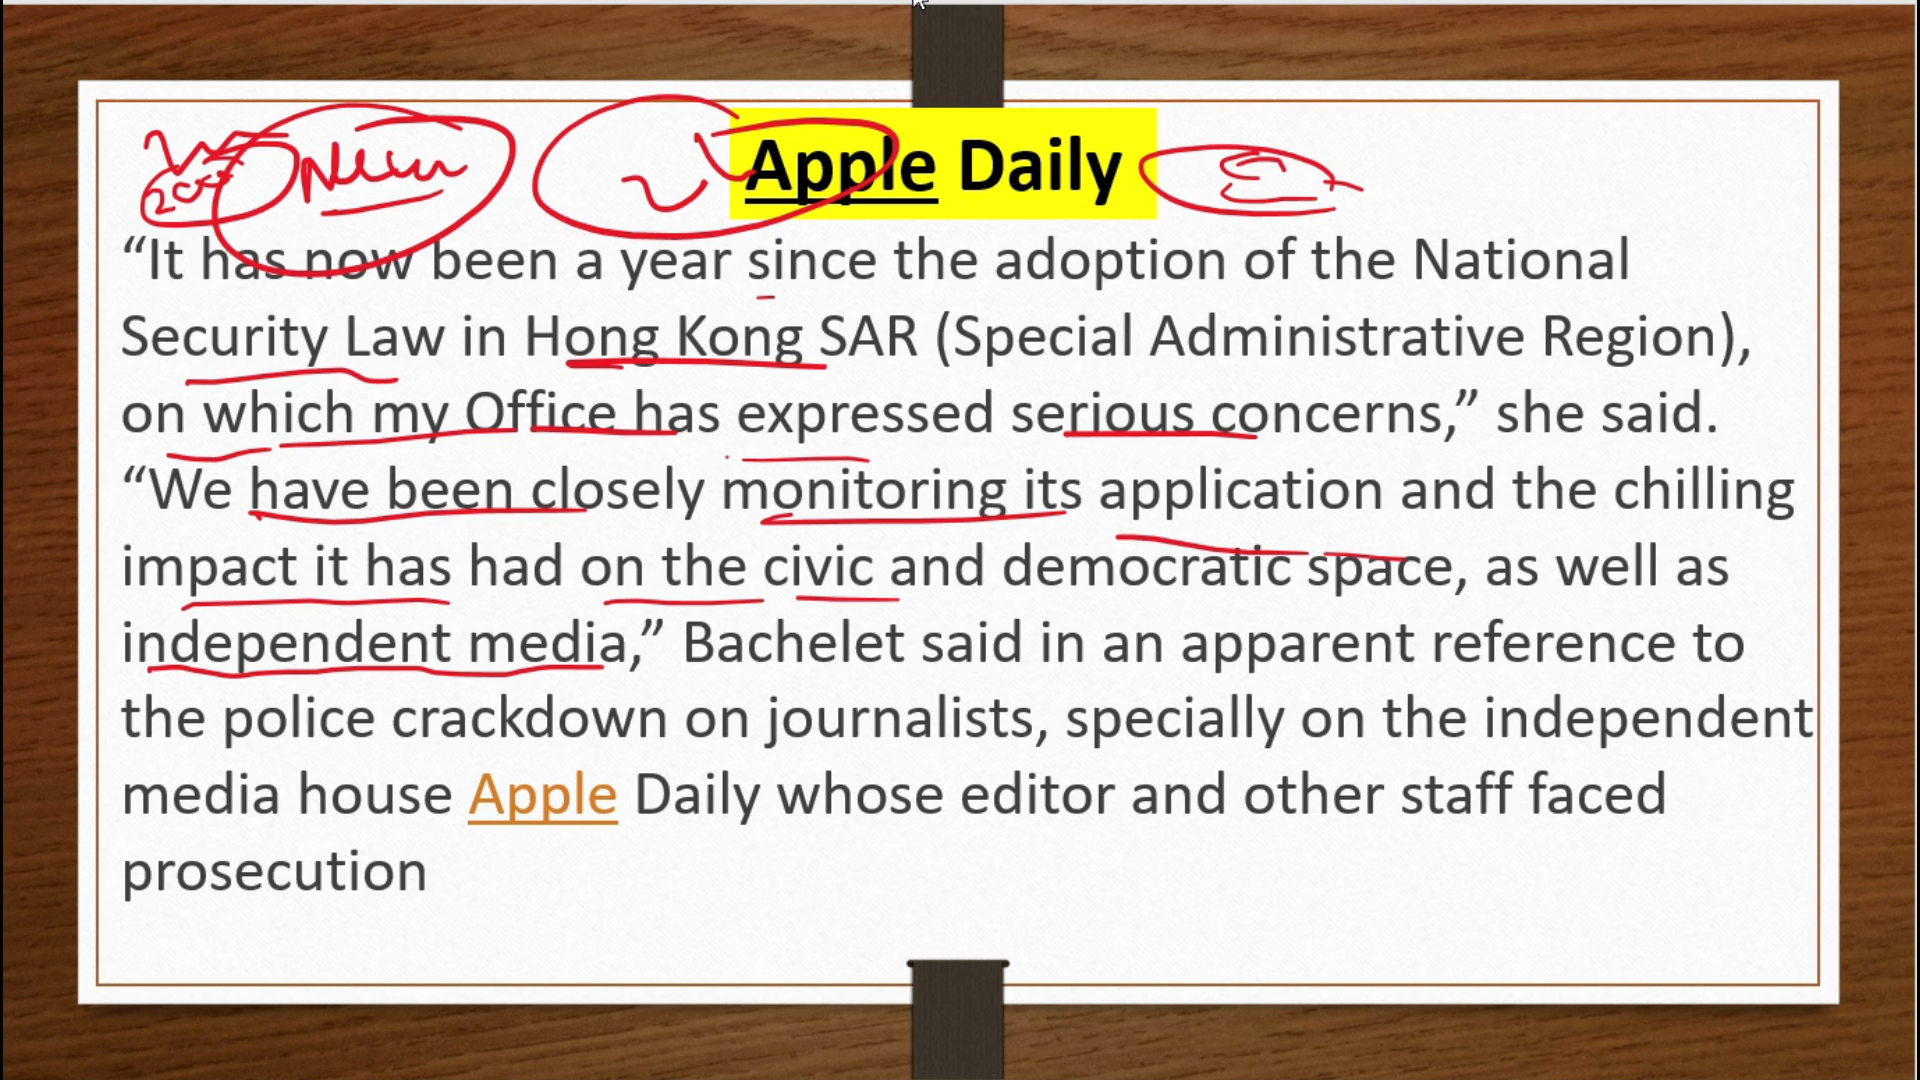 Apple Daily
“It has now been a year since the adoption of the National
Security Law in Hong Kong SAR (Special Administrative Region),
on which my Office has expressed serious concerns,” she said.
“We have been closely monitoring its application and the chilling
impact it has had on the civic and democratic space, as well as
independent media,” Bachelet said in an apparent reference to
the police crackdown on journalists, specially on the independent
media house Apple Daily whose editor and other staff faced
prosecution